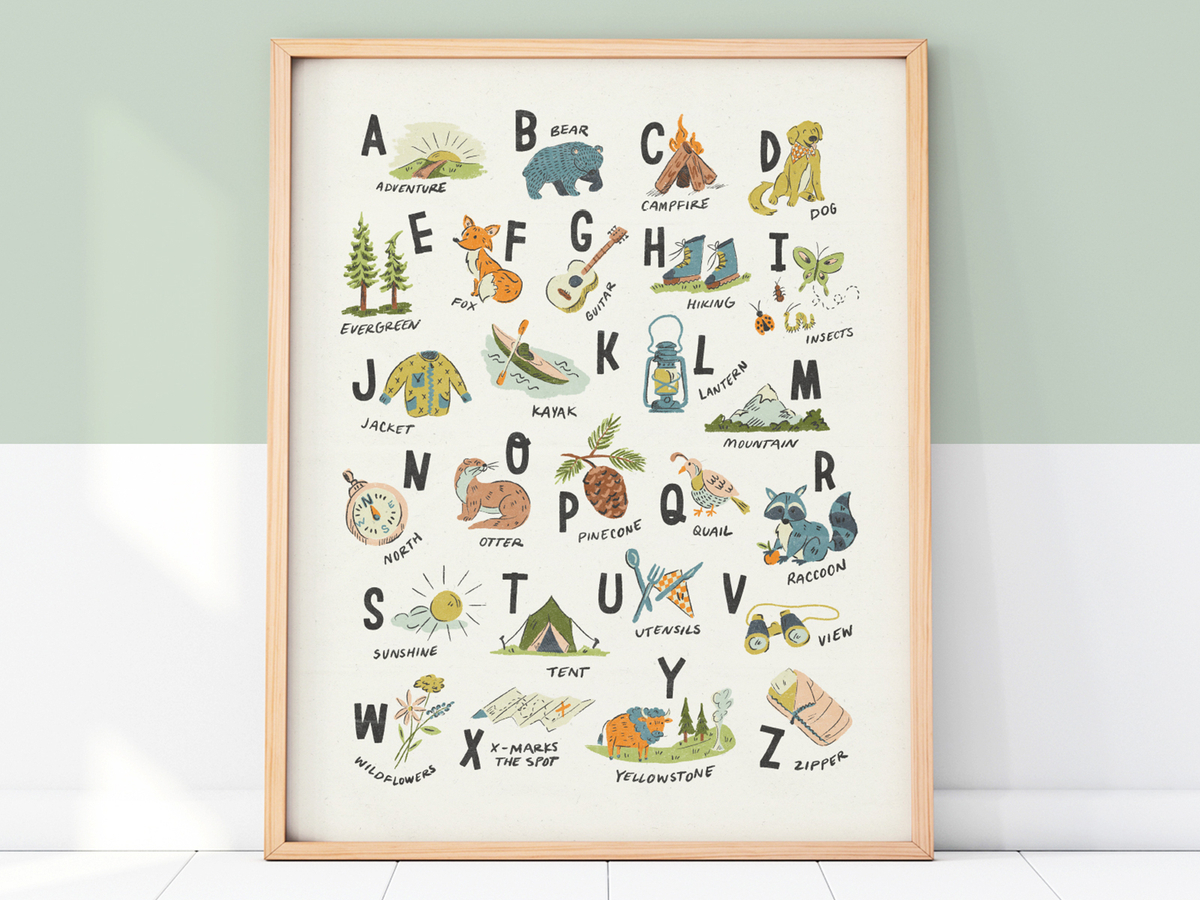 A
ADVENTURE
B
BEAR
C
CAMPFIRE
D
DOG
E
EVERGREEN
F
FOX
G
GUITAR
H
HIKING
I
INSECTS
J
JACKET
K
KAYAK
L
LANTERN
M
MOUNTAIN
N
N
E
S
NORTH
O
OTTER
P
PINECONE
Q
QUAIL
R
RACCOON
S
SUNSHINE
T
TENT
U
UTENSILS
V
VIEW
W
WILDFLOWERS
X
X-MARKS
THE SPOT
Y
YELLOWSTONE
Z
ZIPPER